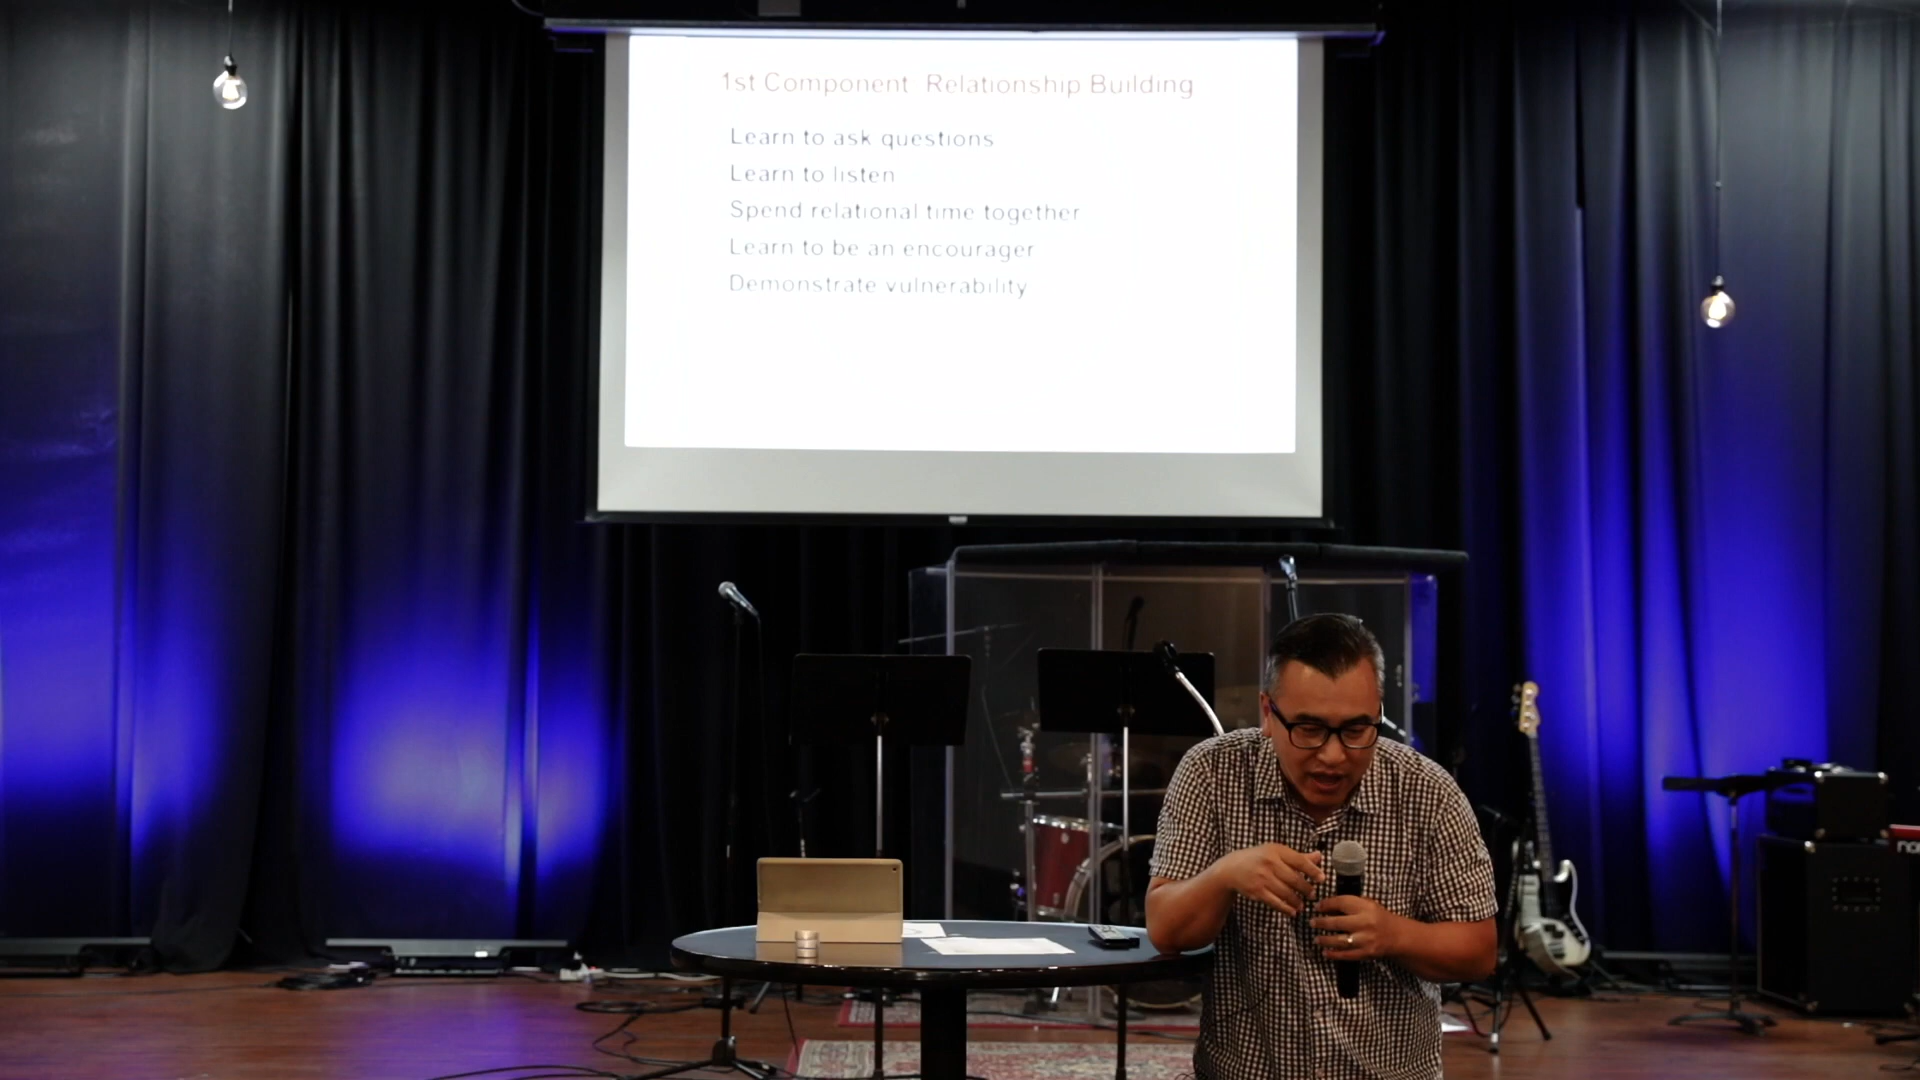 1st Component Relationship Building
Learn to ask questions
Learn to listen
Spend relational time together
Learn to be an encourager
Demonstrate vulnerability